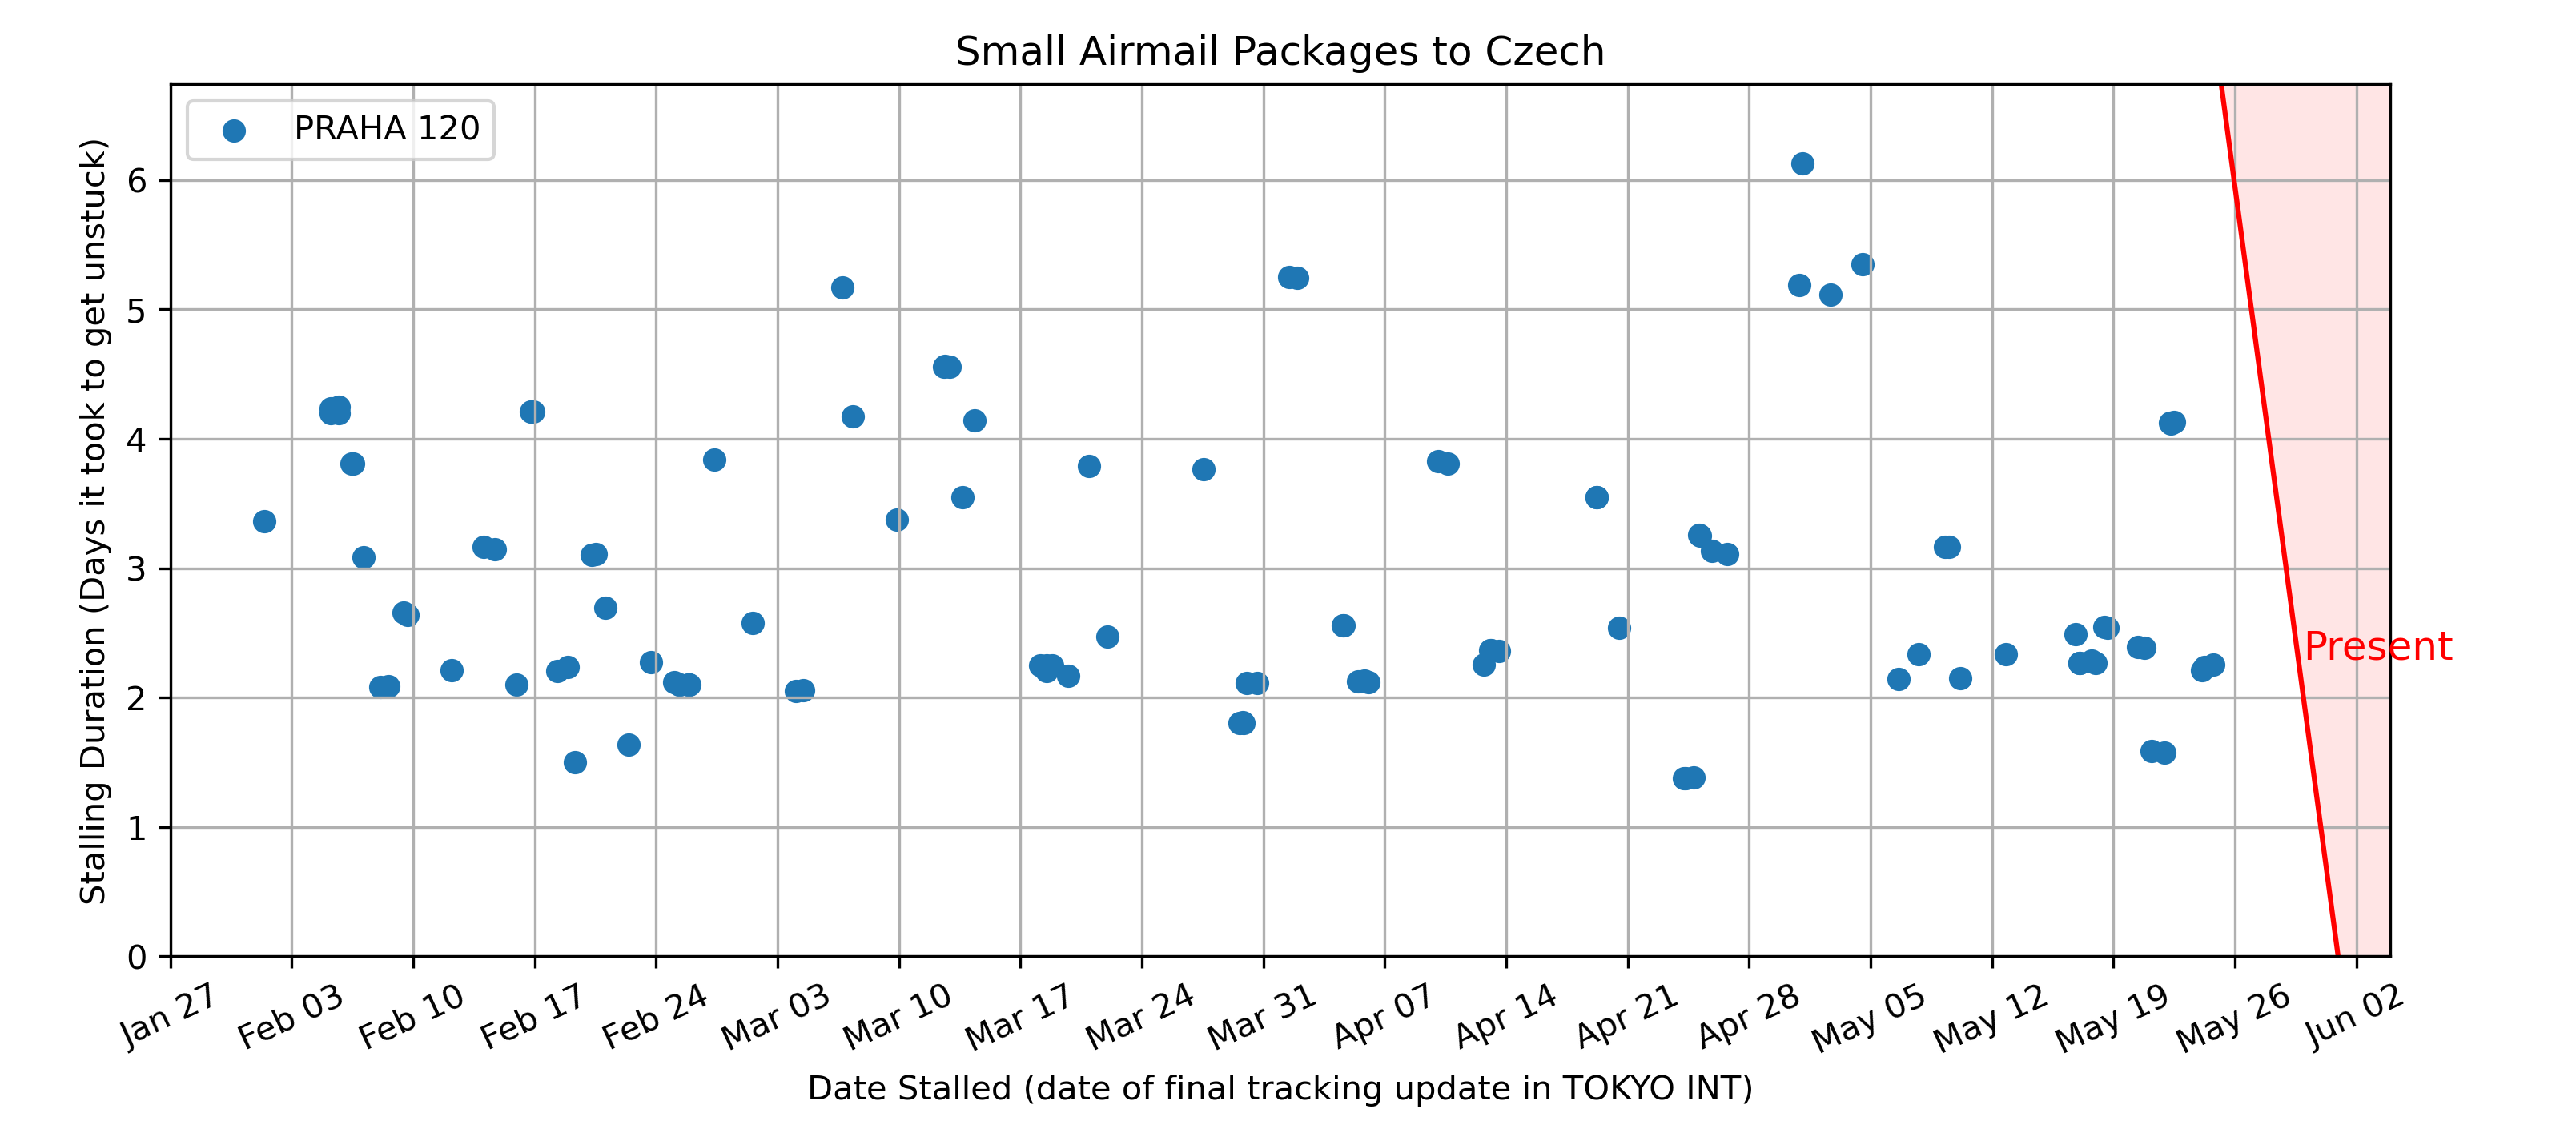 Small Airmail Packages to Czech
PRAHA 120
Stalling Duration (Days it took to get unstuck)
6
5
4
3
2
1
0
Present
Jan 27
Feb 03
Feb 10
Feb 17
Feb 24
Mar 03
Mar 10
Mar 17
Mar 24
Mar 31
Apr 07
Apr 14
Apr 21
Apr 28
May 05
May 12
May 19
May 26
Jun 02
Date Stalled (date of final tracking update in TOKYO INT)